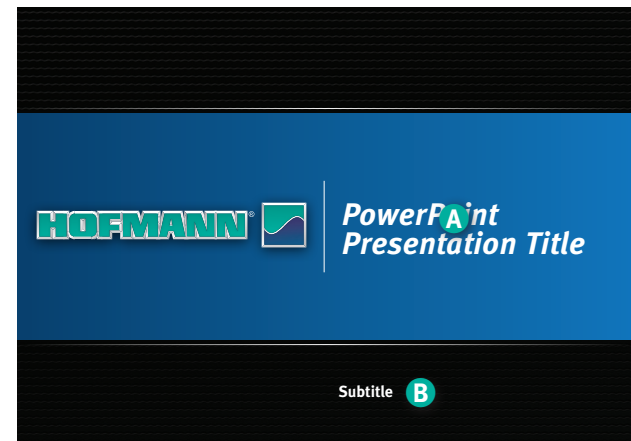 HOFMANN®
PowerPoint
Presentation Title
A
Subtitle
B